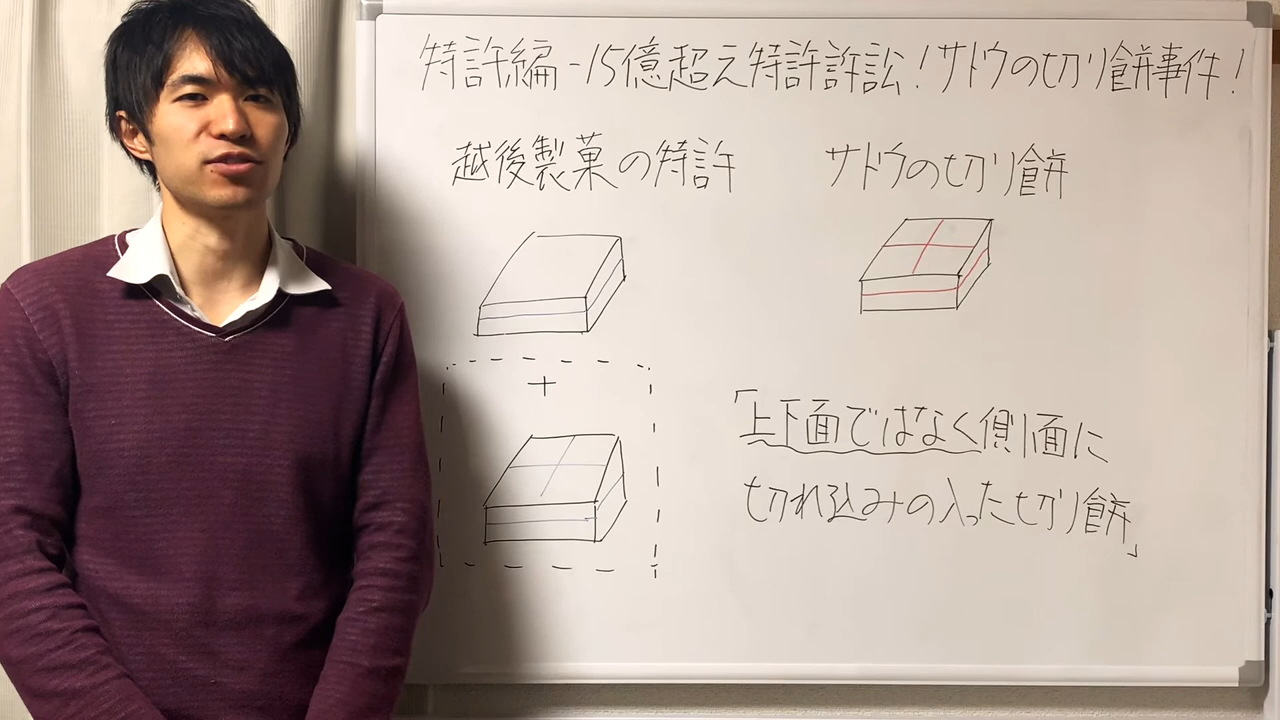 特許編-15億超え特許訴訟!サトウの切り餅事件!
越後製菓の特許
サトウの切り餅
+
「上下面ではなく側面に
切れ込みの入った切り餅」